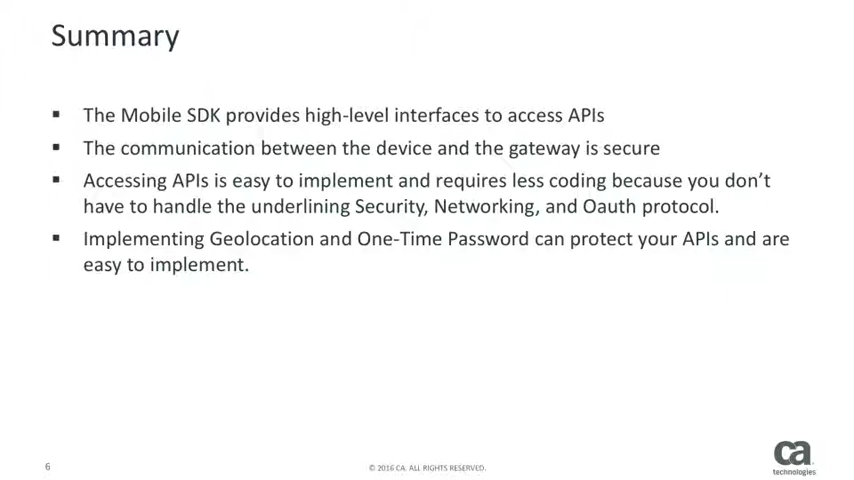 Summary
▪ The Mobile SDK provides high-level interfaces to access APIs
▪ The communication between the device and the gateway is secure
▪ Accessing APIs is easy to implement and requires less coding because you don’t
have to handle the underlining Security, Networking, and Oauth protocol.
▪ Implementing Geolocation and One-Time Password can protect your APIs and are
easy to implement.
6
© 2016 CA. ALL RIGHTS RESERVED.
ca
technologies